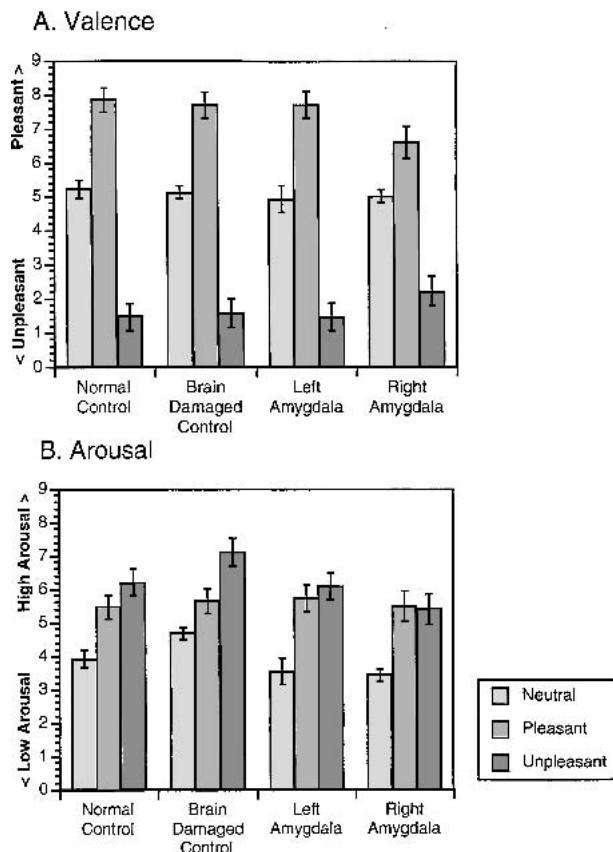 A. Valence
< Unpleasant
Pleasant >
9
8
7
6
5
4
3
2
1
0
Normal
Control
Brain
Damaged
Control
Left
Amygdala
Right
Amygdala
B. Arousal
< Low Arousal
High Arousal >
9
8
7
6
5
4
3
2
1
0
Normal
Control
Brain
Damaged
Control
Left
Amygdala
Right
Amygdala
Neutral
Pleasant
Unpleasant